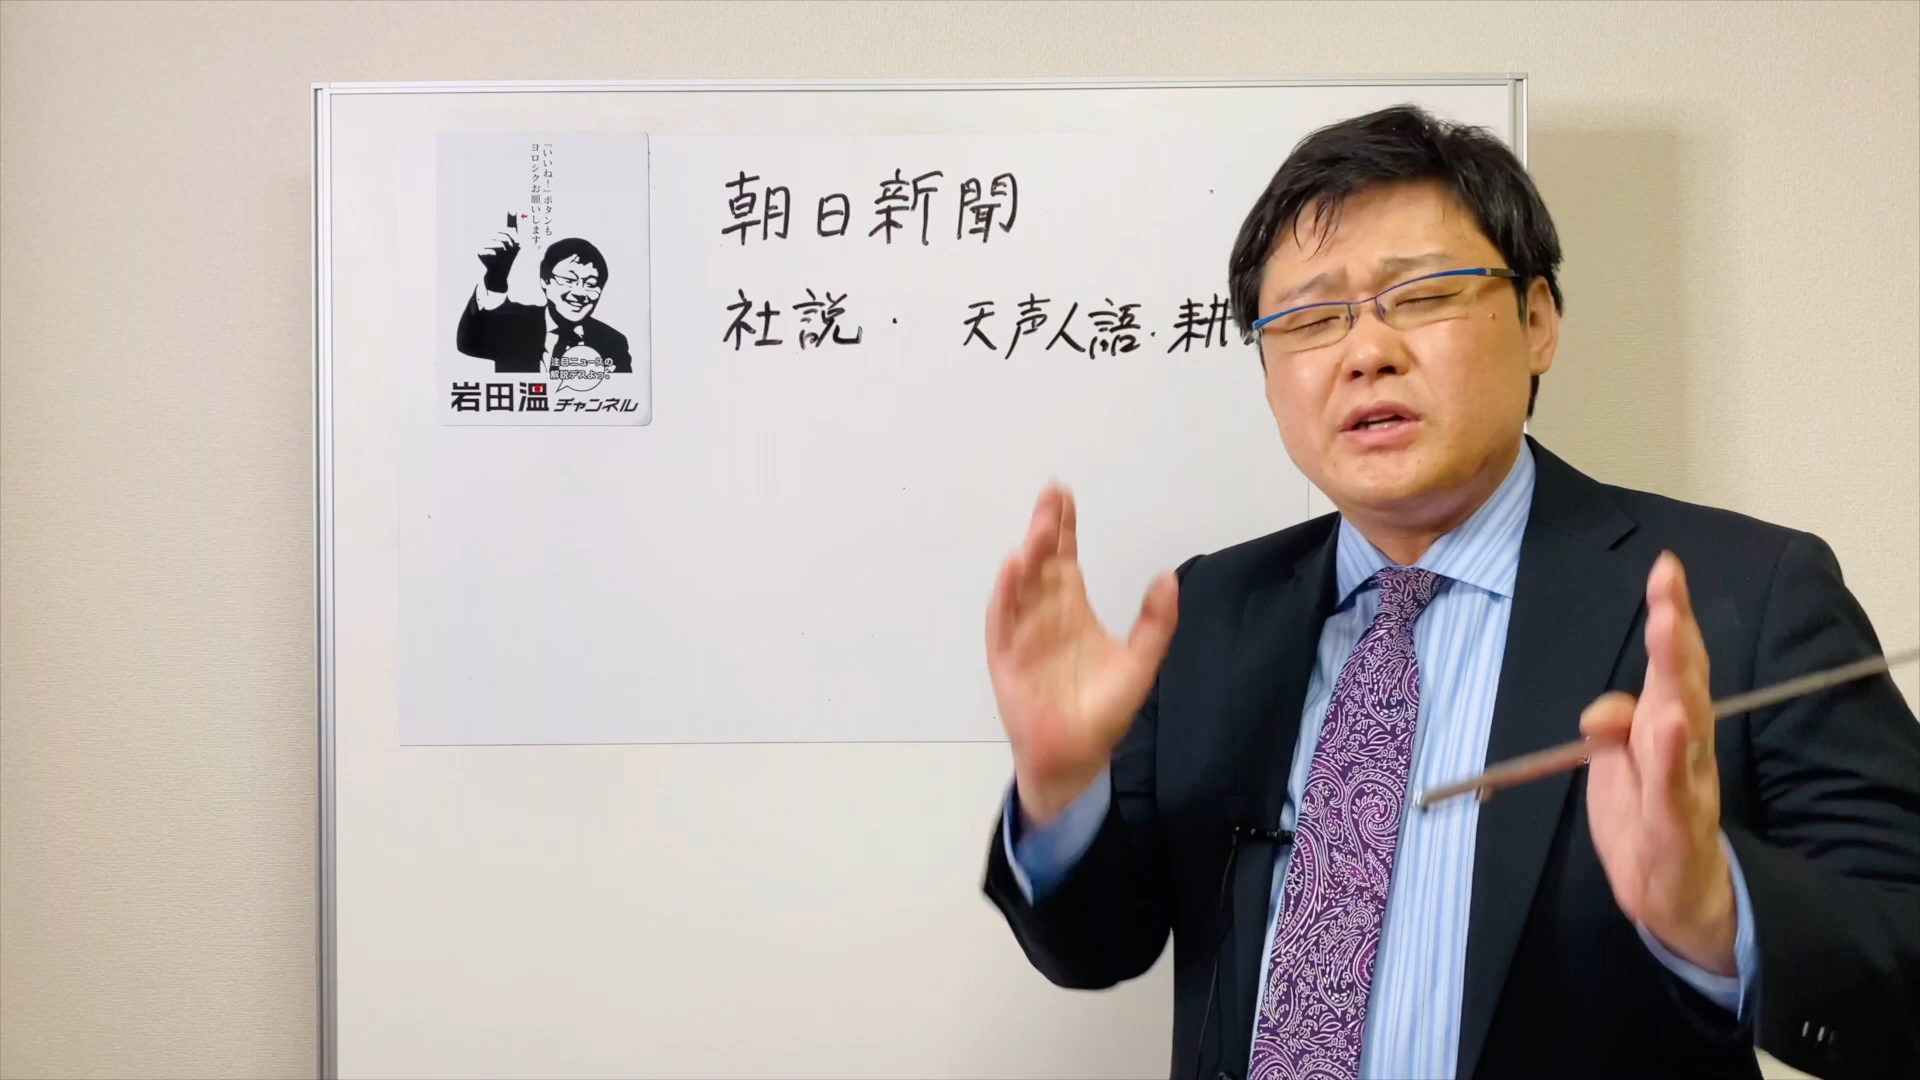 「いいね！」ボタンも
ヨロシクお願いします。
注目ニュースの
解説デスよっ！
岩田温チャンネル
朝日新聞
社説・天声人語・耕